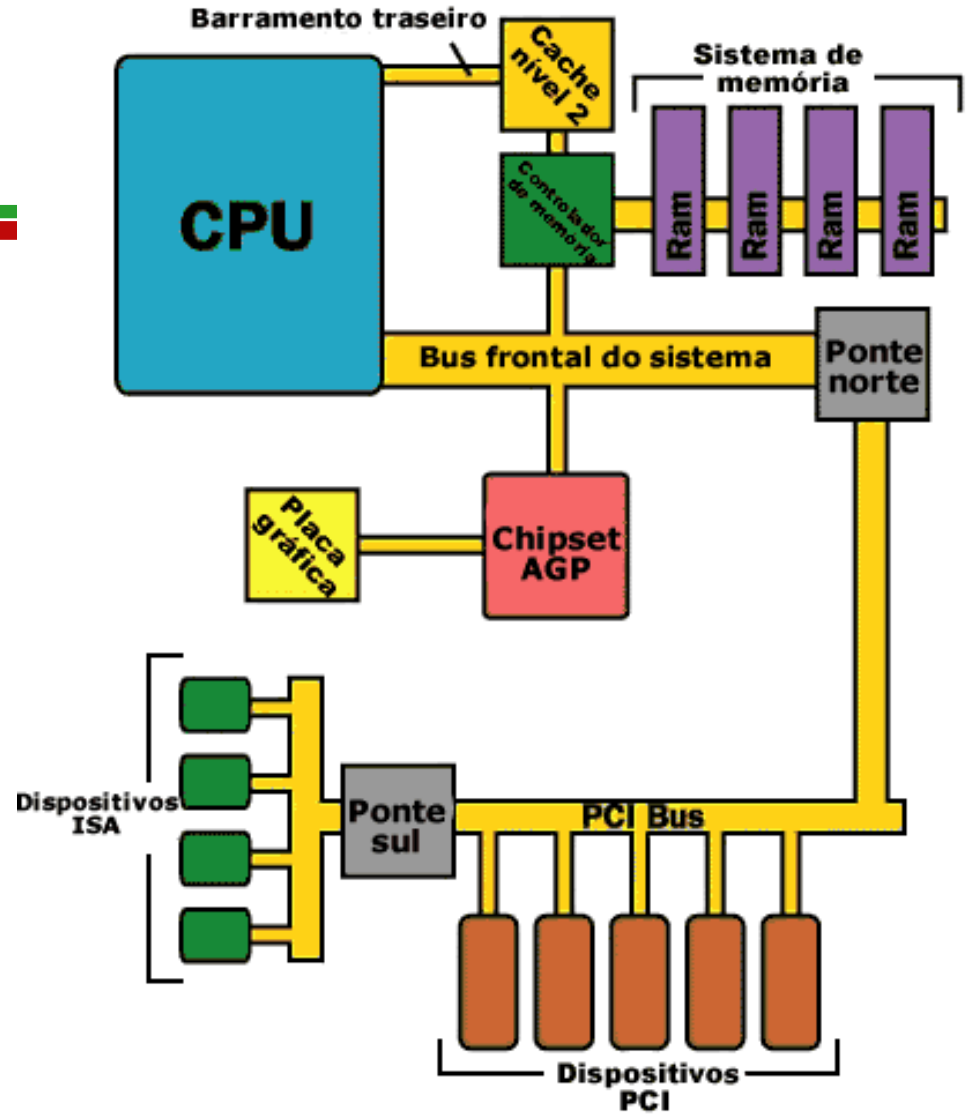 Barramento traseiro
Cache
nível 2
Sistema de
memória
CPU
Controlador
de memória
Ram
Ram
Ram
Ram
Bus frontal do sistema
Ponte
norte
Placa
gráfica
Chipset
AGP
Dispositivos
ISA
Ponte
sul
PCI Bus
Dispositivos
PCI